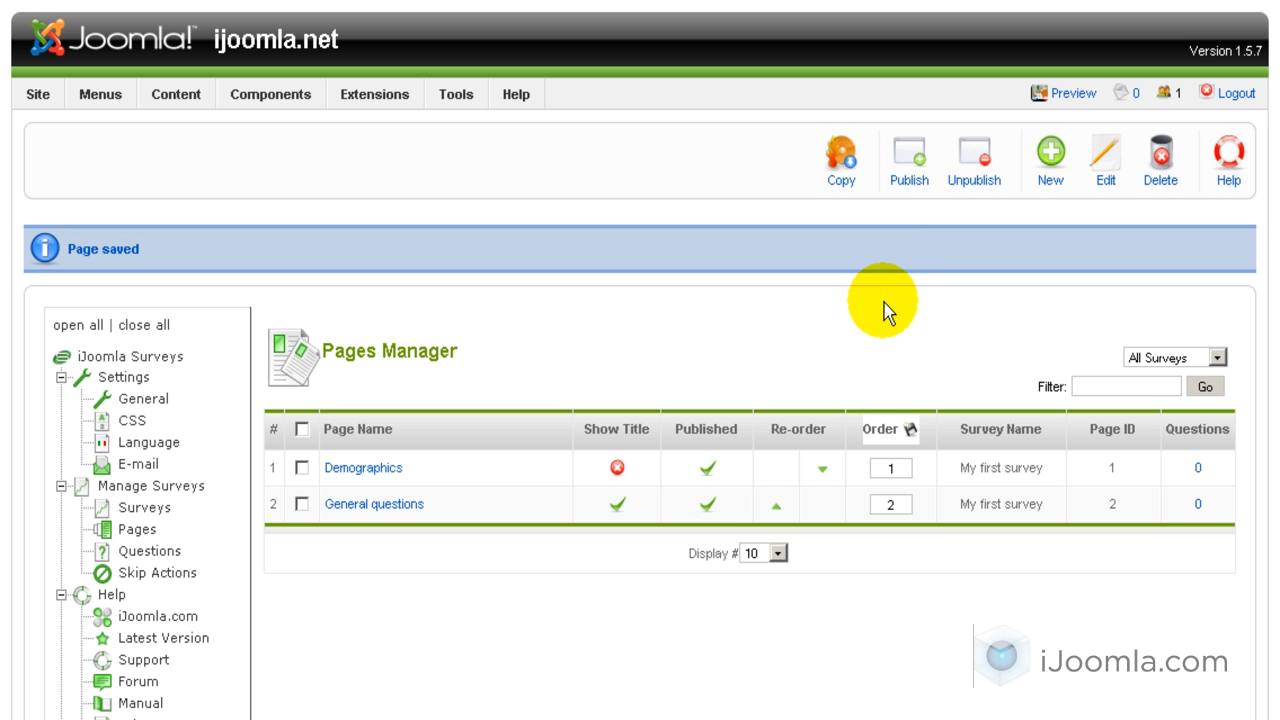 Joomla! ijoomla.net
Version 1.5.7
Site Menus Content Components Extensions Tools Help Preview 0 1 Logout
Copy Publish Unpublish New Edit Delete Help
Page saved
open all | close all
iJoomla Surveys
Settings
General
CSS
Language
E-mail
Manage Surveys
Surveys
Pages
Questions
Skip Actions
Help
iJoomla.com
Latest Version
Support
Forum
Manual
Pages Manager
All Surveys
Filter: Go
# Page Name Show Title Published Re-order Order Survey Name Page ID Questions
1 Demographics 1 My first survey 1 0
2 General questions 2 My first survey 2 0
Display # 10
iJoomla.com